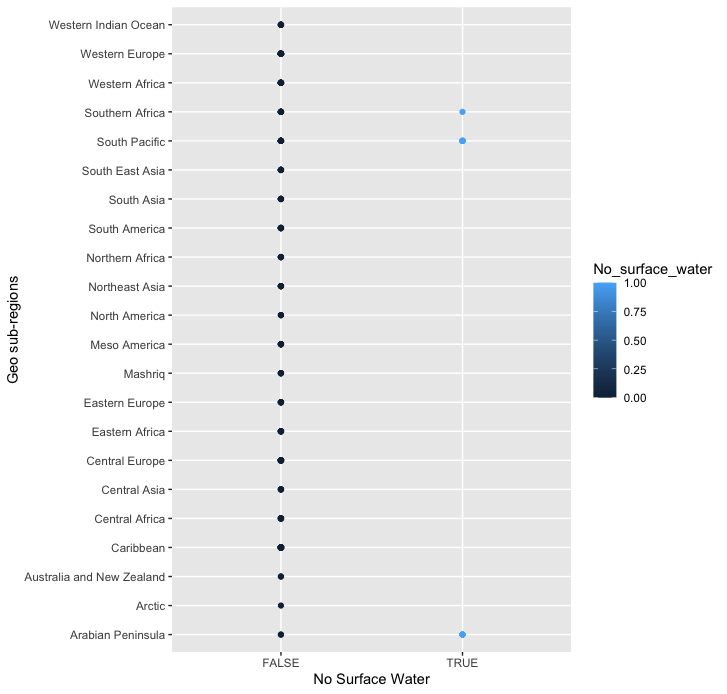 Geo sub-regions
Western Indian Ocean
Western Europe
Western Africa
Southern Africa
South Pacific
South East Asia
South Asia
South America
Northern Africa
Northeast Asia
North America
Meso America
Mashriq
Eastern Europe
Eastern Africa
Central Europe
Central Asia
Central Africa
Caribbean
Australia and New Zealand
Arctic
Arabian Peninsula
FALSE
TRUE
No Surface Water
No_surface_water
1.00
0.75
0.50
0.25
0.00